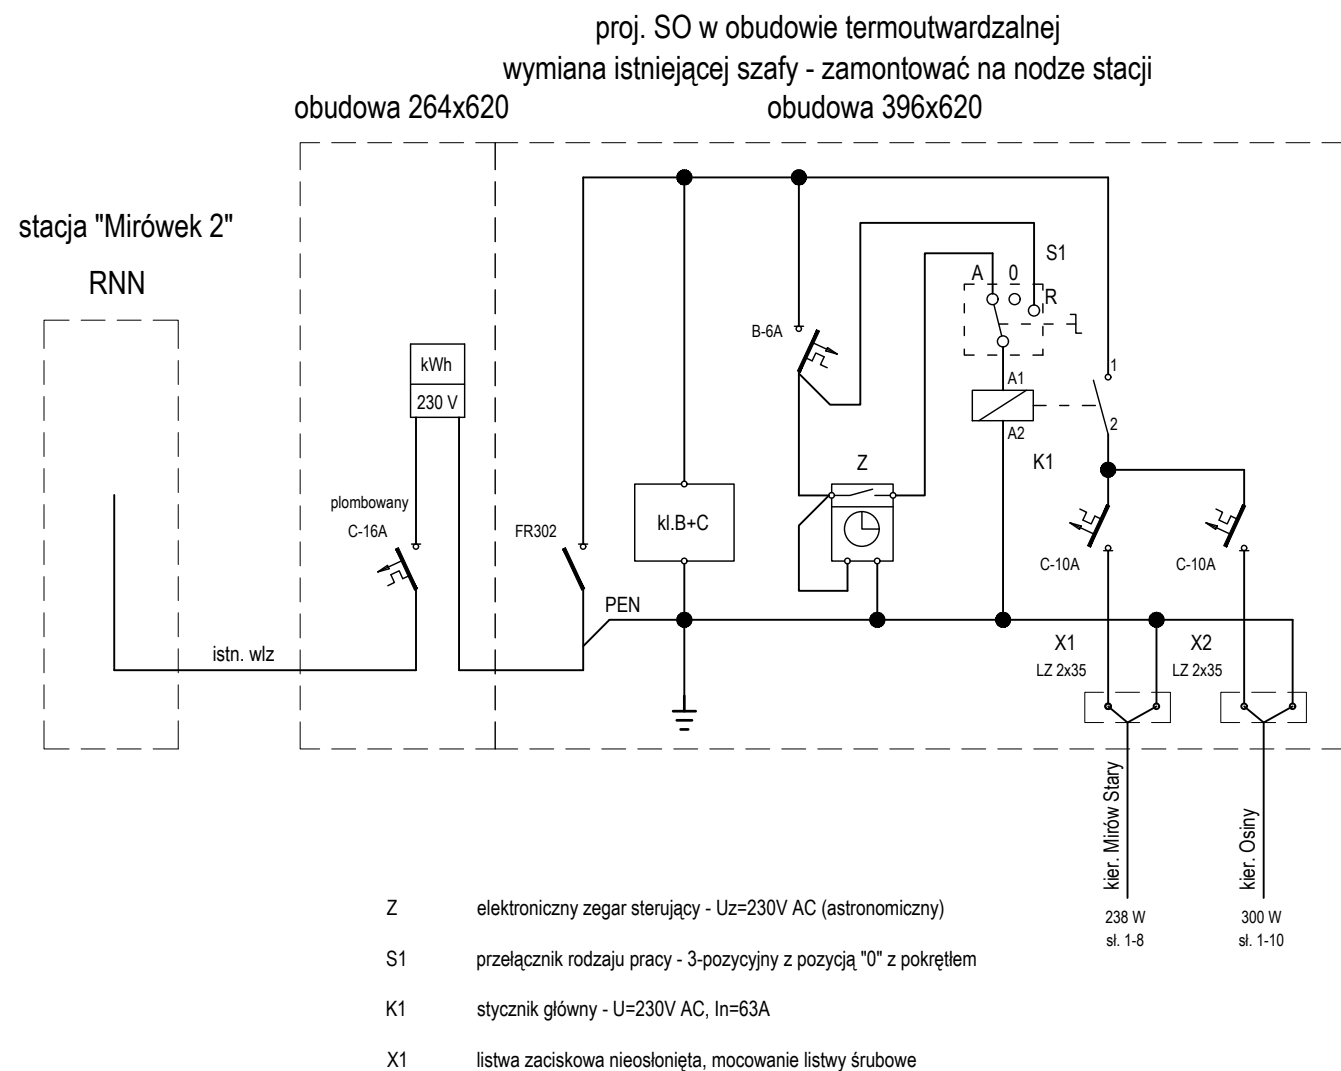 proj. SO w obudowie termoutwardzalnej
wymiana istniejącej szafy - zamontować na nodze stacji
obudowa 264x620
obudowa 396x620
stacja "Mirówek 2"
RNN
S1
A
0
R
B-6A
kWh
230 V
A1
A2
1
2
K1
Z
plombowany
C-16A
FR302
kl.B+C
C-10A
C-10A
PEN
istn. wlz
X1
LZ 2x35
X2
LZ 2x35
kier. Mirów Stary
kier. Osiny
238 W
sł. 1-8
300 W
sł. 1-10
Z elektroniczny zegar sterujący - Uz=230V AC (astronomiczny)
S1 przełącznik rodzaju pracy - 3-pozycyjny z pozycją "0" z pokrętłem
K1 stycznik główny - U=230V AC, In=63A
X1 listwa zaciskowa nieosłonięta, mocowanie listwy śrubowe